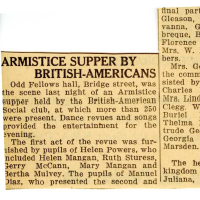 ARMISTICE SUPPER BY
BRITISH-AMERICANS
Odd Fellows hall, Bridge street, was
the scene last night of an Armistice
supper held by the British-American
Social club, at which more than 250
were present. Dance revues and songs
provided the entertainment for the
evening.
The first act of the revue was fur-
nished by pupils of Helen Powers, who
included Helen Mangan, Ruth Sturess,
Gerry McCann, Mary Mangan and
Bertha Mulvey. The pupils of Manuel
Diaz, who presented the second and
final part
Gleason,
vanna, G
breque, B
Florence
Mrs. W.
bers.
Mrs. G
the comm
sisted by
Charles
Mrs. Lin
Clegg, W
Buriel
Thelma
trude Ge
Georgia
Marsden.
The he
kingdom
Juliana,